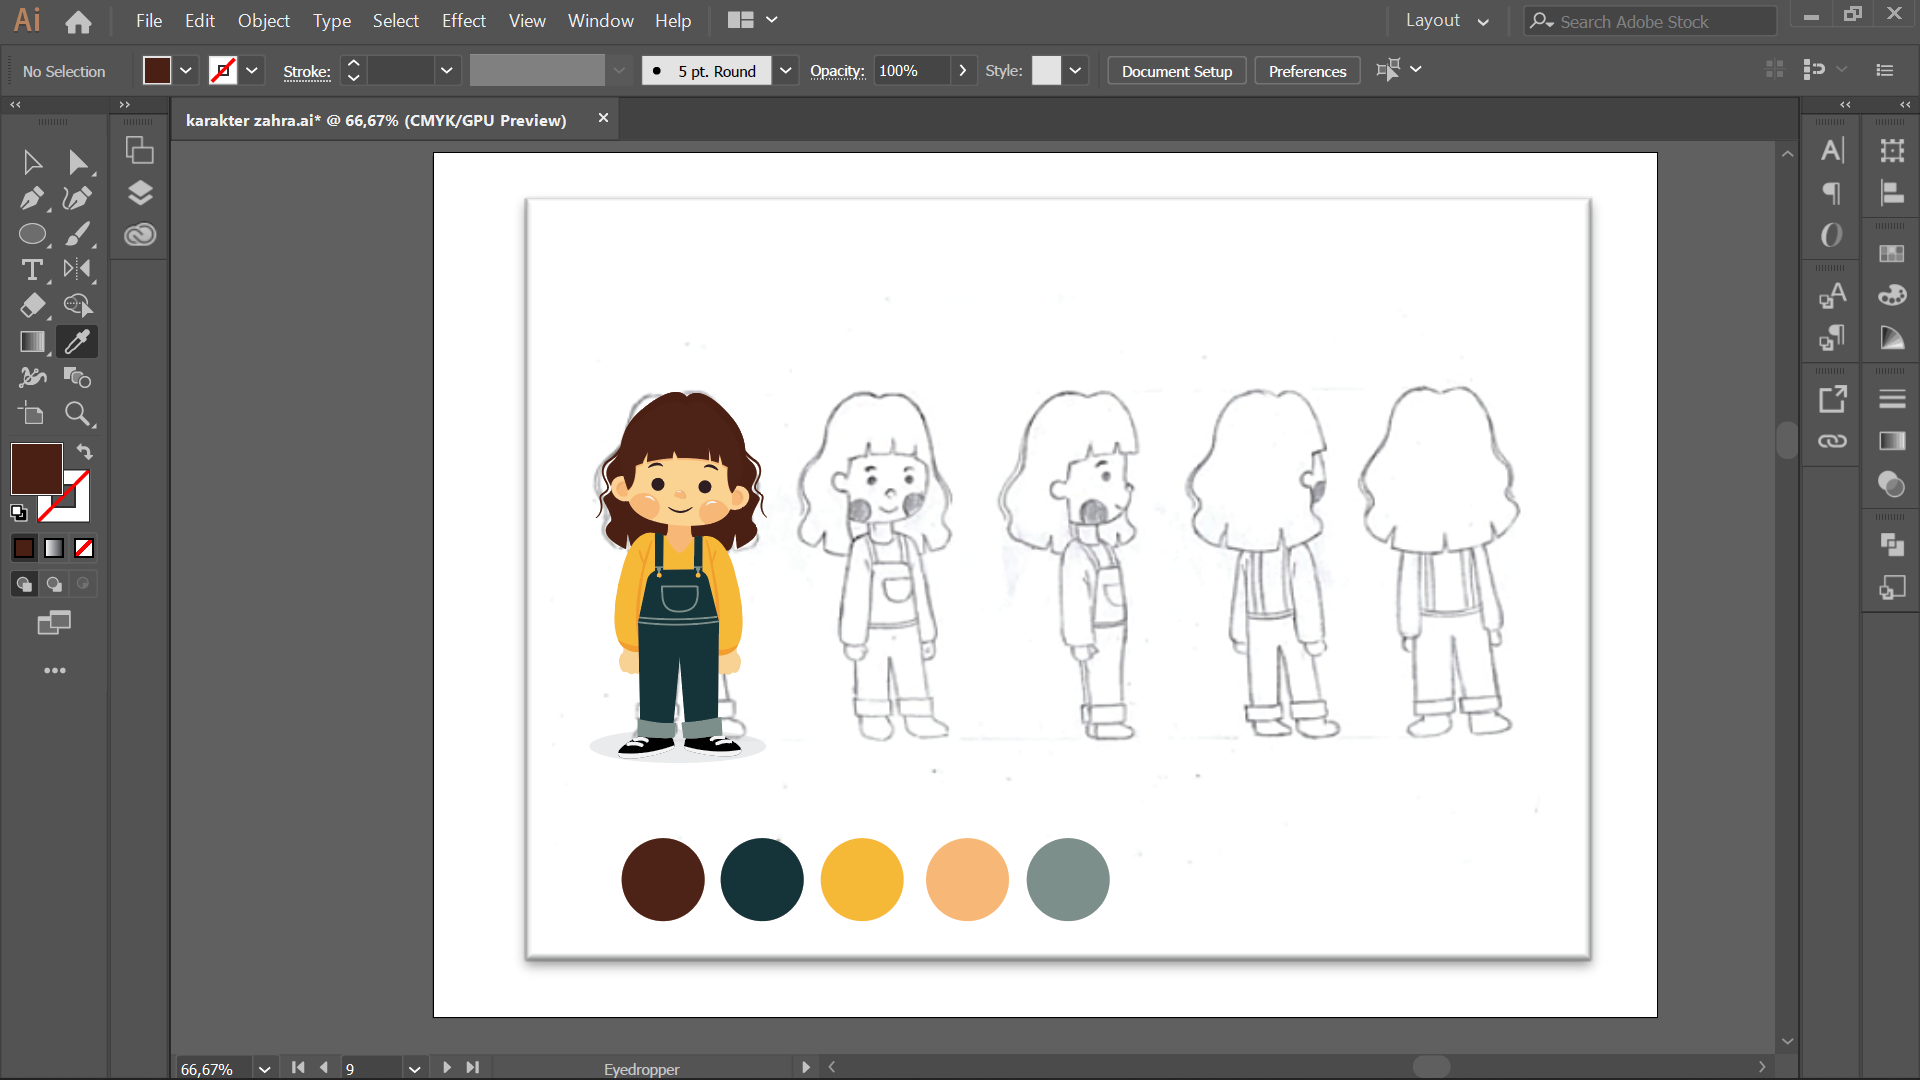 Ai File Edit Object Type Select Effect View Window Help Layout Search Adobe Stock
No Selection Stroke: 5 pt. Round Opacity: 100% Style: Document Setup Preferences
karakter zahra.ai* @ 66,67% (CMYK/GPU Preview)
66,67% 9 Eyedropper